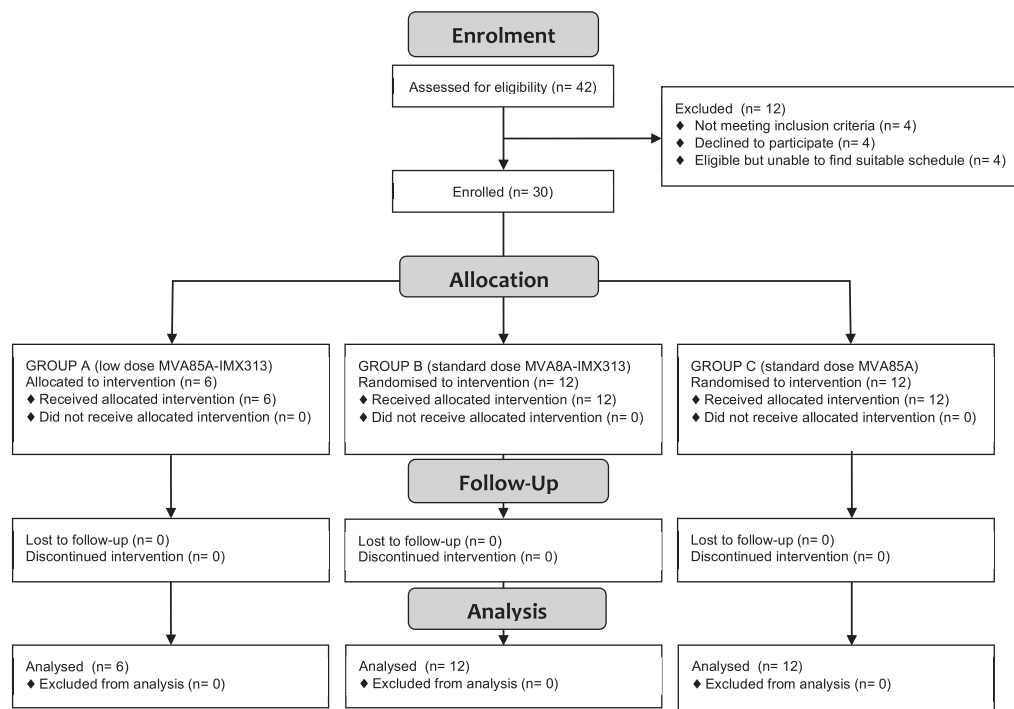 Enrolment
Assessed for eligibility (n= 42)
Excluded (n= 12)
♦ Not meeting inclusion criteria (n= 4)
♦ Declined to participate (n= 4)
♦ Eligible but unable to find suitable schedule (n= 4)
Enrolled (n= 30)
Allocation
GROUP A (low dose MVA85A-IMX313)
Allocated to intervention (n= 6)
♦ Received allocated intervention (n= 6)
♦ Did not receive allocated intervention (n= 0)
GROUP B (standard dose MVA8A-IMX313)
Randomised to intervention (n= 12)
♦ Received allocated intervention (n= 12)
♦ Did not receive allocated intervention (n= 0)
GROUP C (standard dose MVA85A)
Randomised to intervention (n= 12)
♦ Received allocated intervention (n= 12)
♦ Did not receive allocated intervention (n= 0)
Follow-Up
Lost to follow-up (n= 0)
Discontinued intervention (n= 0)
Lost to follow-up (n= 0)
Discontinued intervention (n= 0)
Lost to follow-up (n= 0)
Discontinued intervention (n= 0)
Analysis
Analysed (n= 6)
♦ Excluded from analysis (n= 0)
Analysed (n= 12)
♦ Excluded from analysis (n= 0)
Analysed (n= 12)
♦ Excluded from analysis (n= 0)